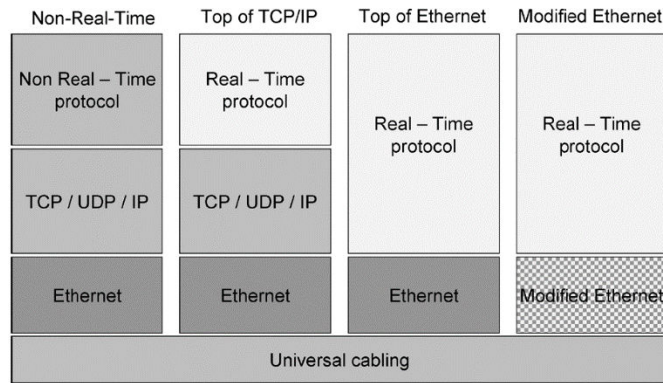 Non-Real-Time Top of TCP/IP Top of Ethernet Modified Ethernet
Non Real – Time
protocol
Real – Time
protocol
Real – Time
protocol
Real – Time
protocol
TCP / UDP / IP TCP / UDP / IP
Ethernet Ethernet Ethernet Modified Ethernet
Universal cabling